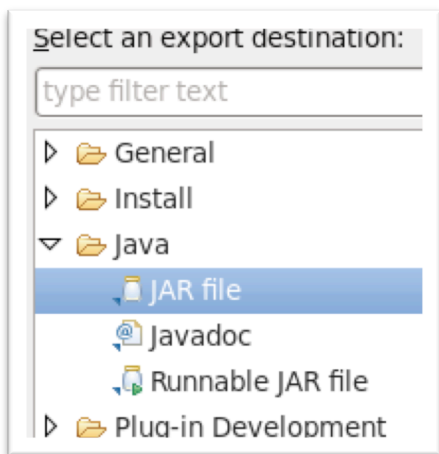 Select an export destination:
type filter text
General
Install
Java
JAR file
Javadoc
Runnable JAR file
Plug-in Development